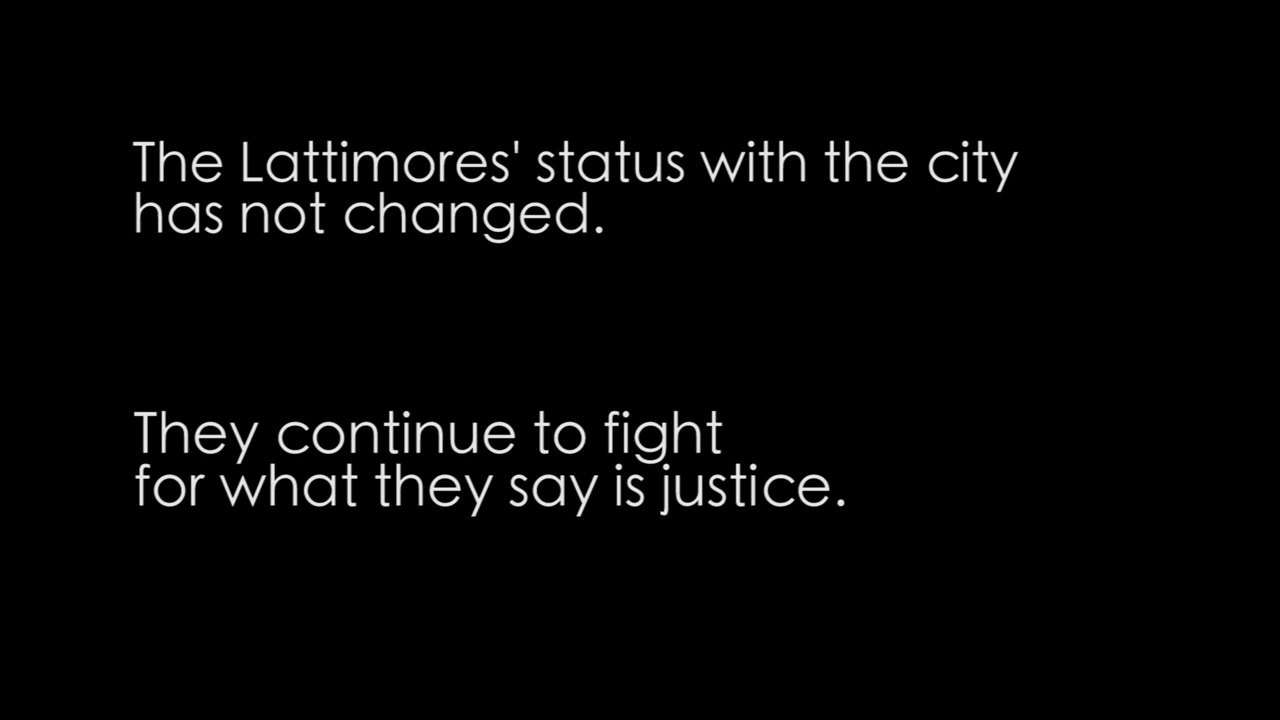 The Lattimores' status with the city
has not changed.
They continue to fight
for what they say is justice.